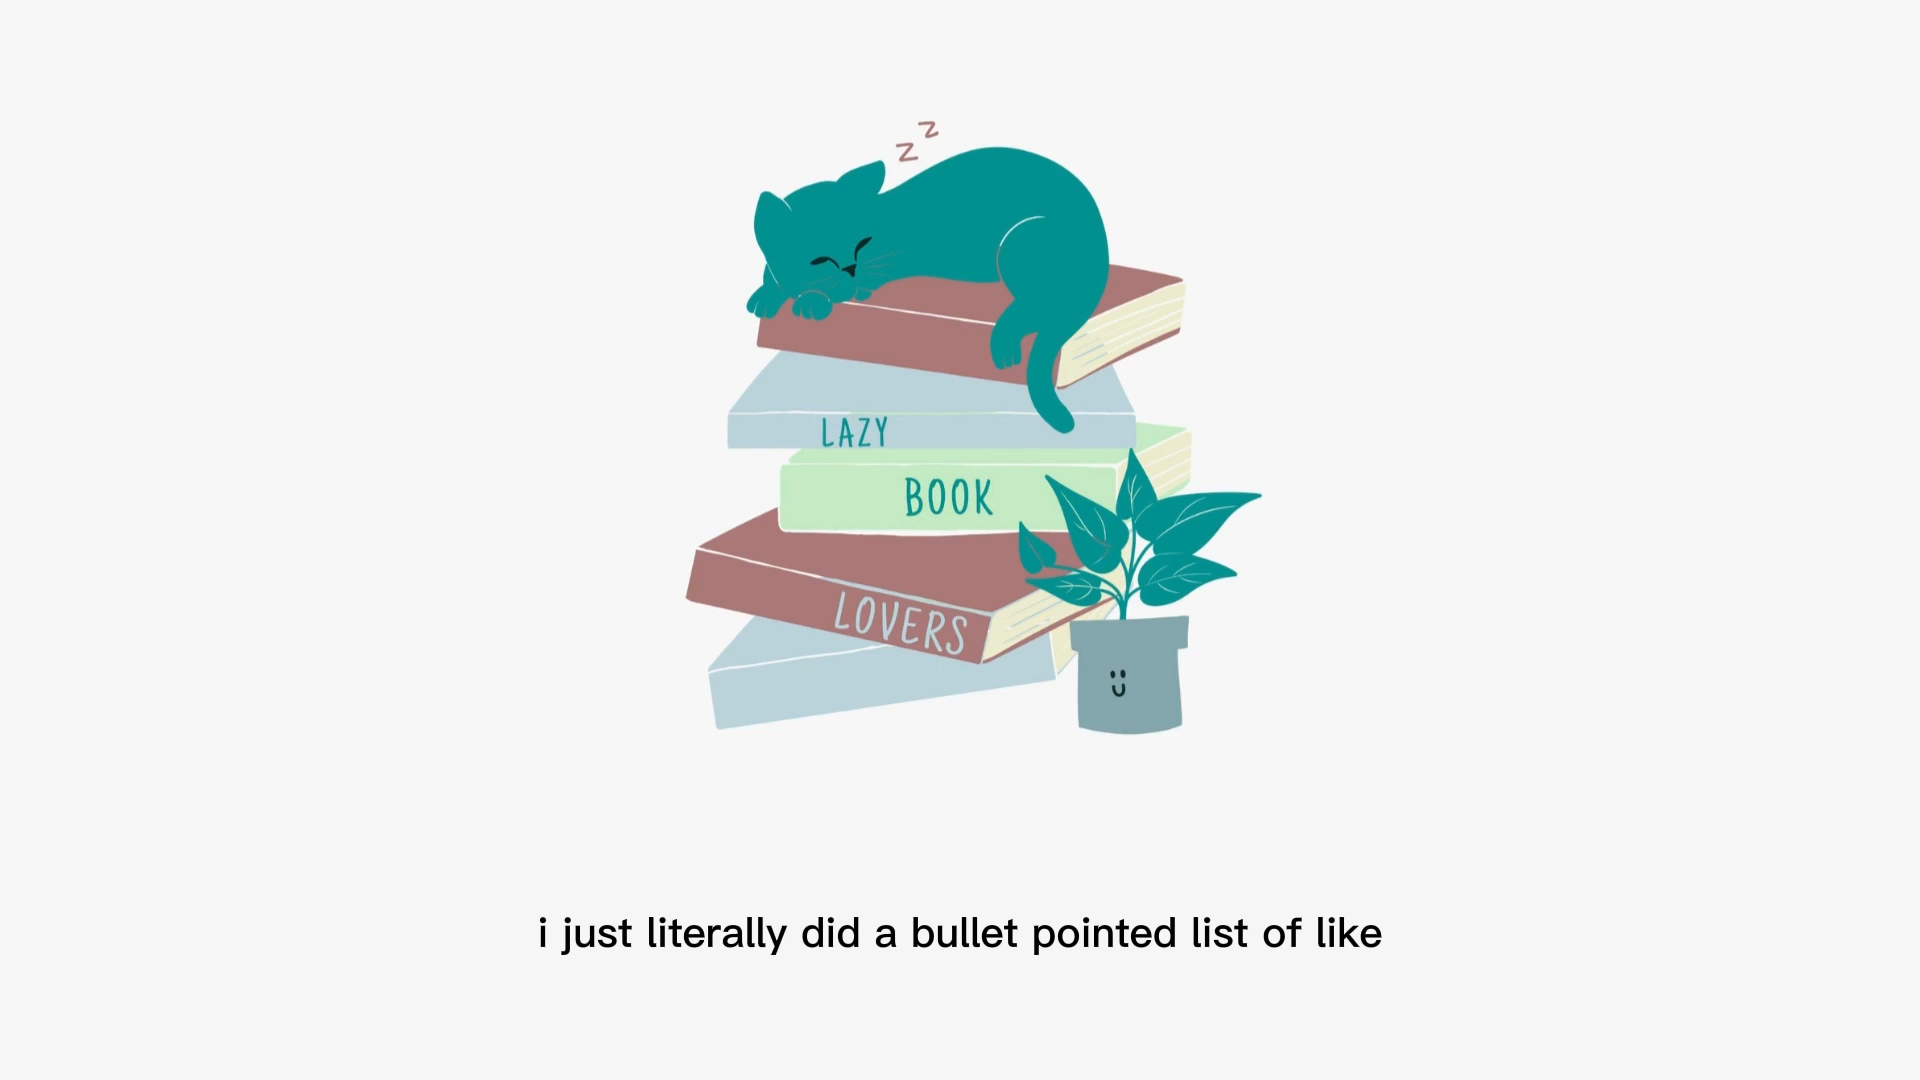 z
z
LAZY
BOOK
LOVERS
i just literally did a bullet pointed list of like